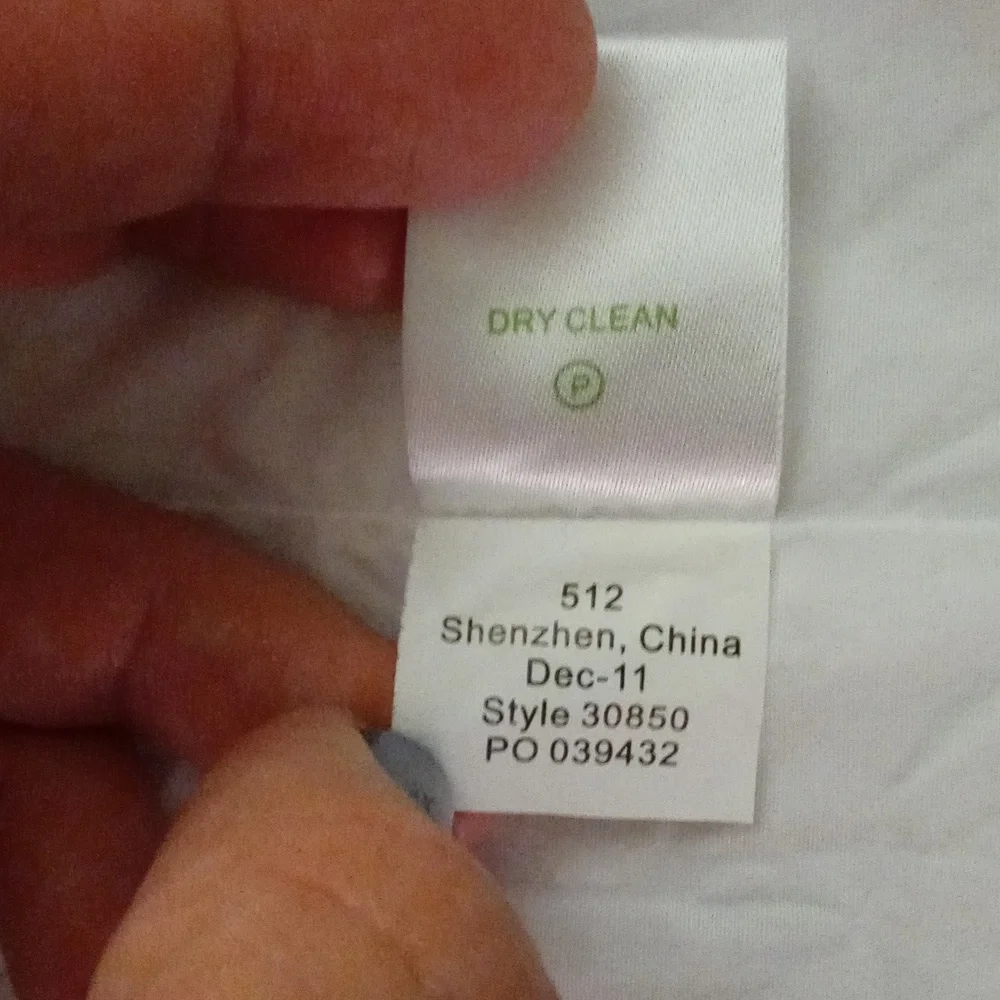 DRY CLEAN
P
512
Shenzhen, China
Dec-11
Style 30850
PO 039432